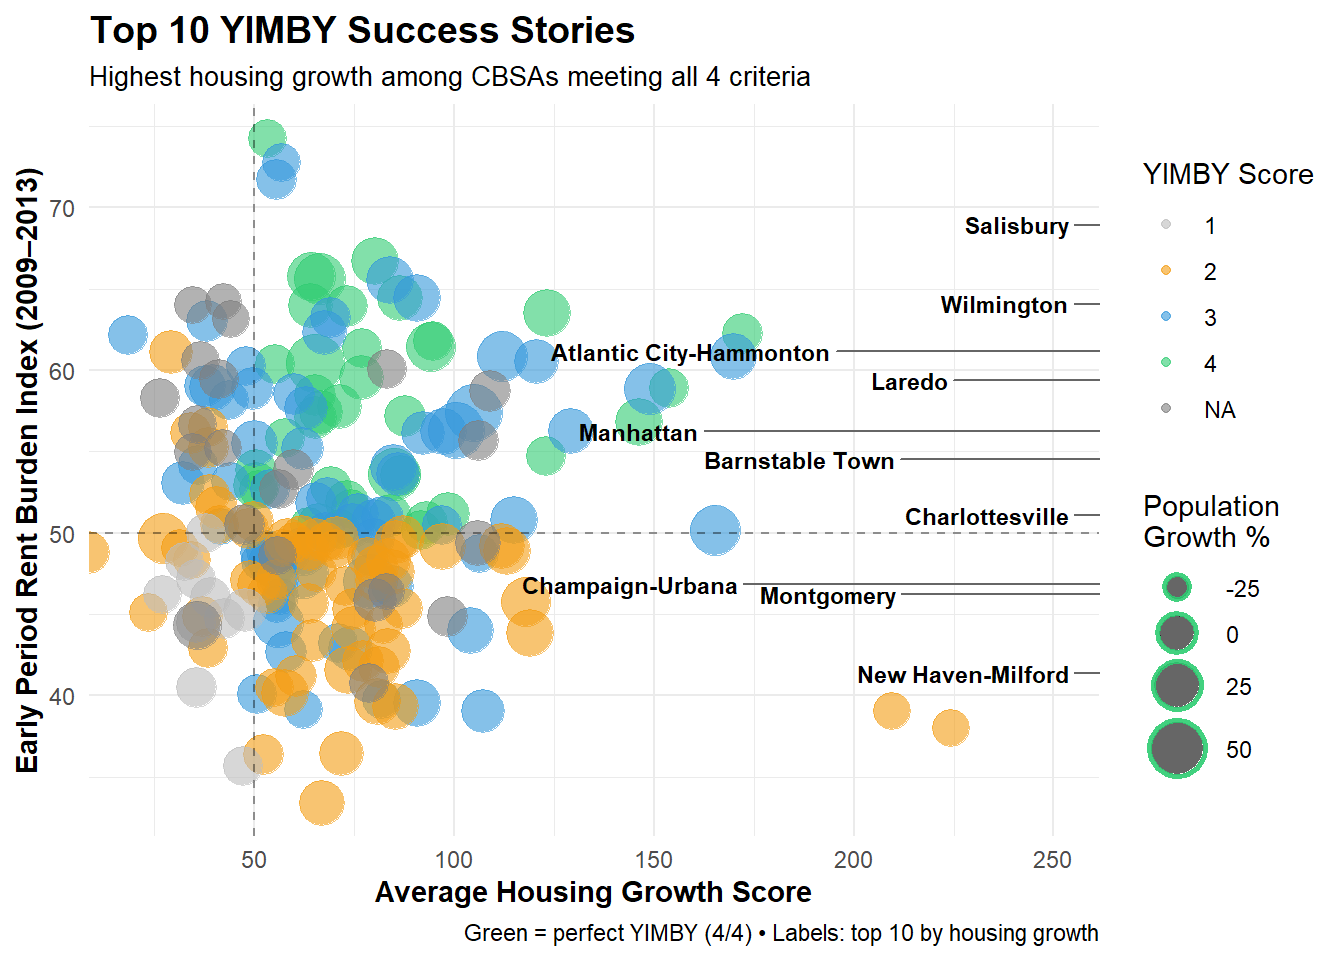 Top 10 YIMBY Success Stories
Highest housing growth among CBSAs meeting all 4 criteria
Early Period Rent Burden Index (2009–2013)
70
60
50
40
Salisbury
Wilmington
Atlantic City-Hammonton
Laredo
Manhattan
Barnstable Town
Charlottesville
Champaign-Urbana
Montgomery
New Haven-Milford
50
100
150
200
250
Average Housing Growth Score
Green = perfect YIMBY (4/4) • Labels: top 10 by housing growth
YIMBY Score
1
2
3
4
NA
Population
Growth %
-25
0
25
50